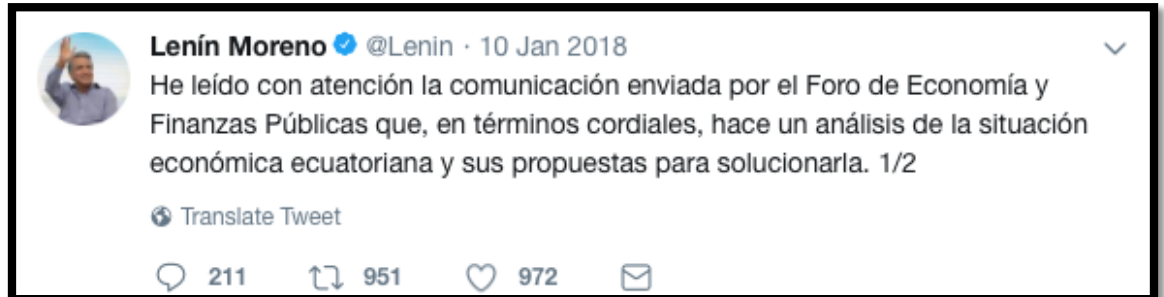 Lenín Moreno @Lenin · 10 Jan 2018
He leído con atención la comunicación enviada por el Foro de Economía y
Finanzas Públicas que, en términos cordiales, hace un análisis de la situación
económica ecuatoriana y sus propuestas para solucionarla. 1/2
Translate Tweet
211 951 972